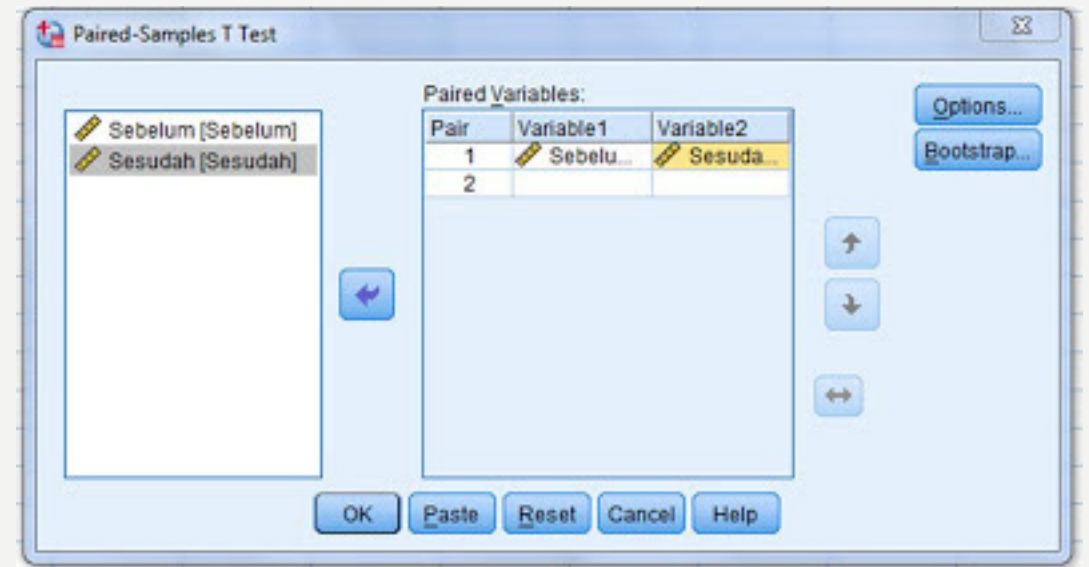 Paired-Samples T Test
Sebelum [Sebelum]
Sesudah [Sesudah]
Paired Variables:
Pair Variable1 Variable2
1 Sebelu... Sesuda...
2
Options...
Bootstrap...
OK Paste Reset Cancel Help